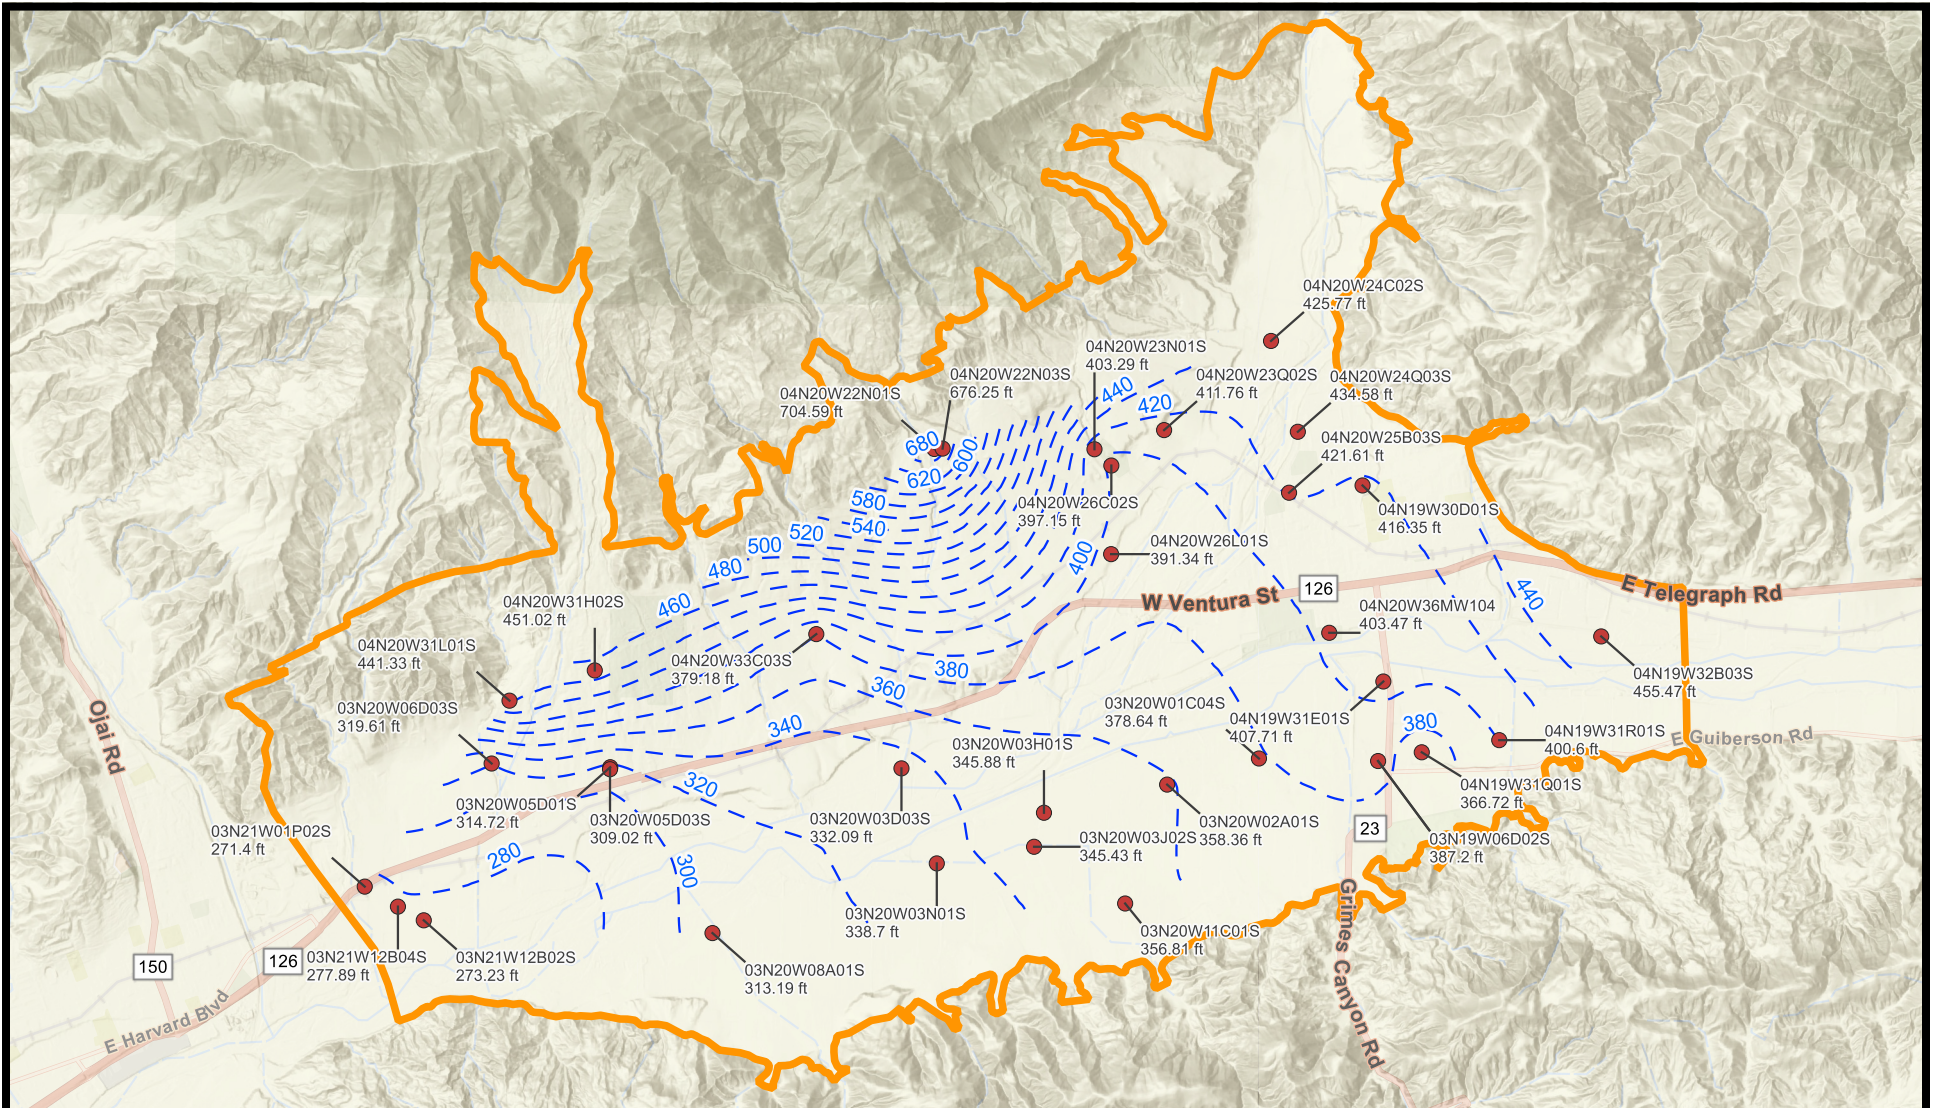 04N20W24C02S
425.77 ft
04N20W23N01S
403.29 ft
04N20W22N03S
676.25 ft
04N20W23Q02S
411.76 ft
04N20W24Q03S
434.58 ft
04N20W22N01S
704.59 ft
440
420
04N20W25B03S
421.61 ft
680
600
620
580
540
520
500
480
460
04N20W26C02S
397.15 ft
04N19W30D01S
416.35 ft
04N20W26L01S
391.34 ft
400
126
W Ventura St
E Telegraph Rd
440
04N20W31H02S
451.02 ft
04N20W36MW104
403.47 ft
04N20W31L01S
441.33 ft
04N20W33C03S
379.18 ft
380
360
04N19W32B03S
455.47 ft
03N20W06D03S
319.61 ft
Ojai Rd
340
03N20W01C04S
378.64 ft
04N19W31E01S
407.71 ft
380
04N19W31R01S
400.6 ft
E Guiberson Rd
03N20W03H01S
345.88 ft
320
04N19W31Q01S
366.72 ft
03N20W05D01S
314.72 ft
03N20W05D03S
309.02 ft
03N20W03D03S
332.09 ft
03N20W02A01S
358.36 ft
23
03N21W01P02S
271.4 ft
03N20W03J02S
345.43 ft
03N19W06D02S
387.2 ft
280
300
03N20W03N01S
338.7 ft
03N20W11C01S
356.81 ft
Grimes Canyon Rd
150
126
03N21W12B04S
277.89 ft
03N21W12B02S
273.23 ft
03N20W08A01S
313.19 ft
E Harvard Blvd